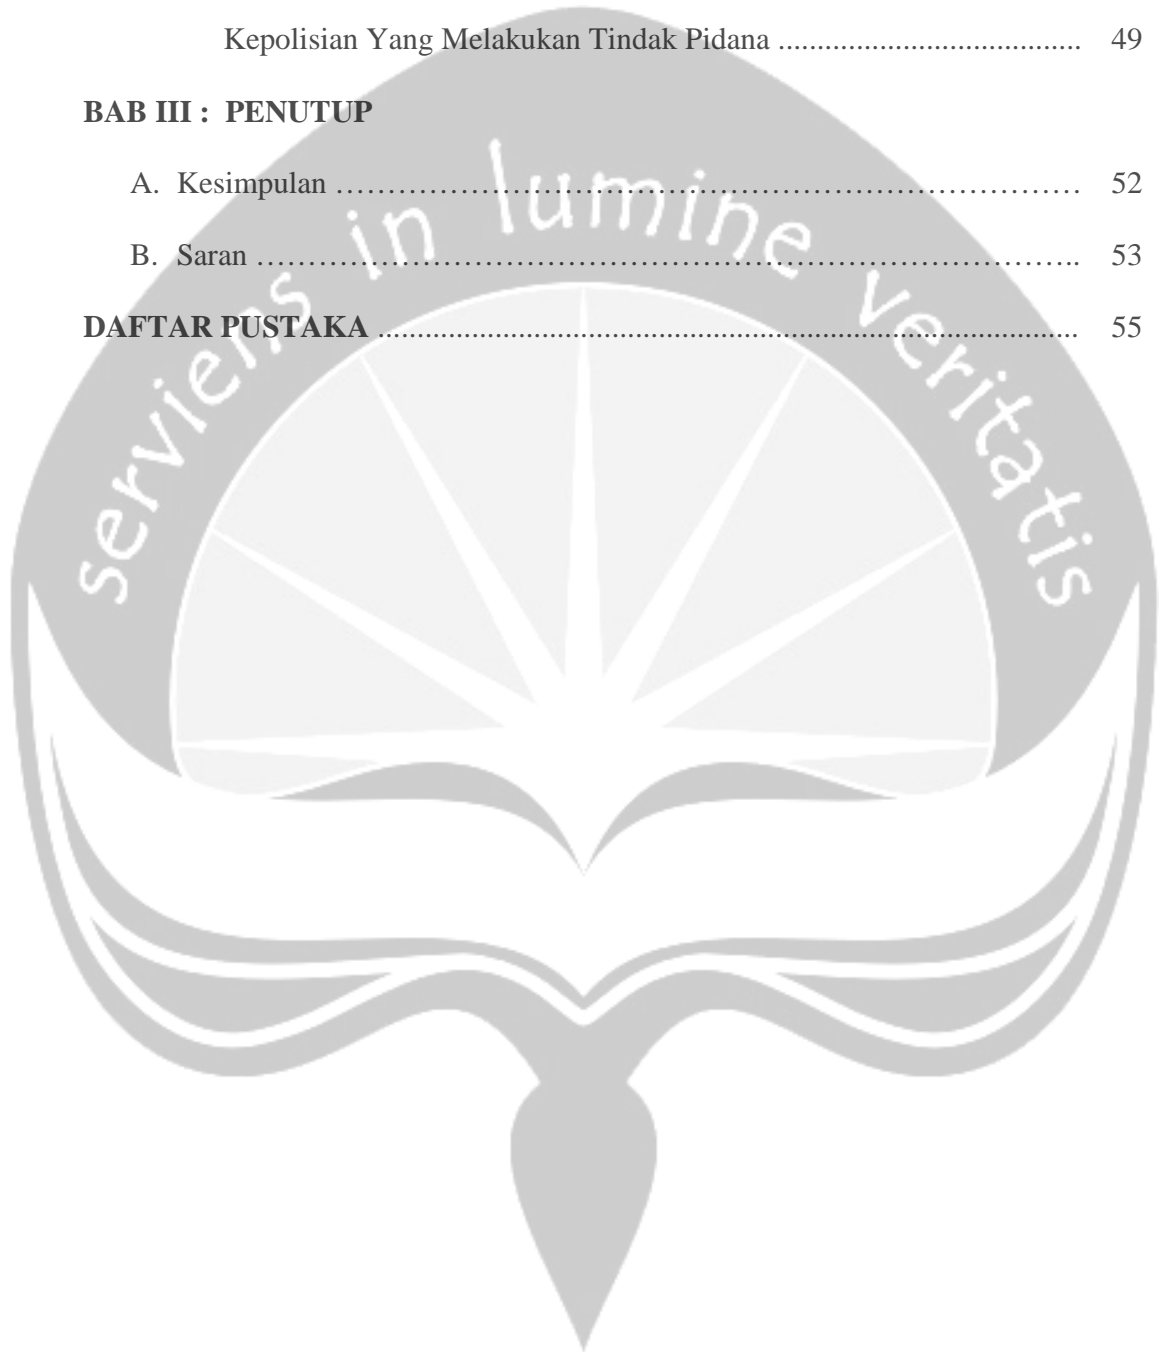 Kepolisian Yang Melakukan Tindak Pidana ....................................... 49
BAB III : PENUTUP
A. Kesimpulan ……………………………………………………………… 52
B. Saran …………………………………………………………………….. 53
DAFTAR PUSTAKA ......................................................................................... 55
serviens in lumine veritatis